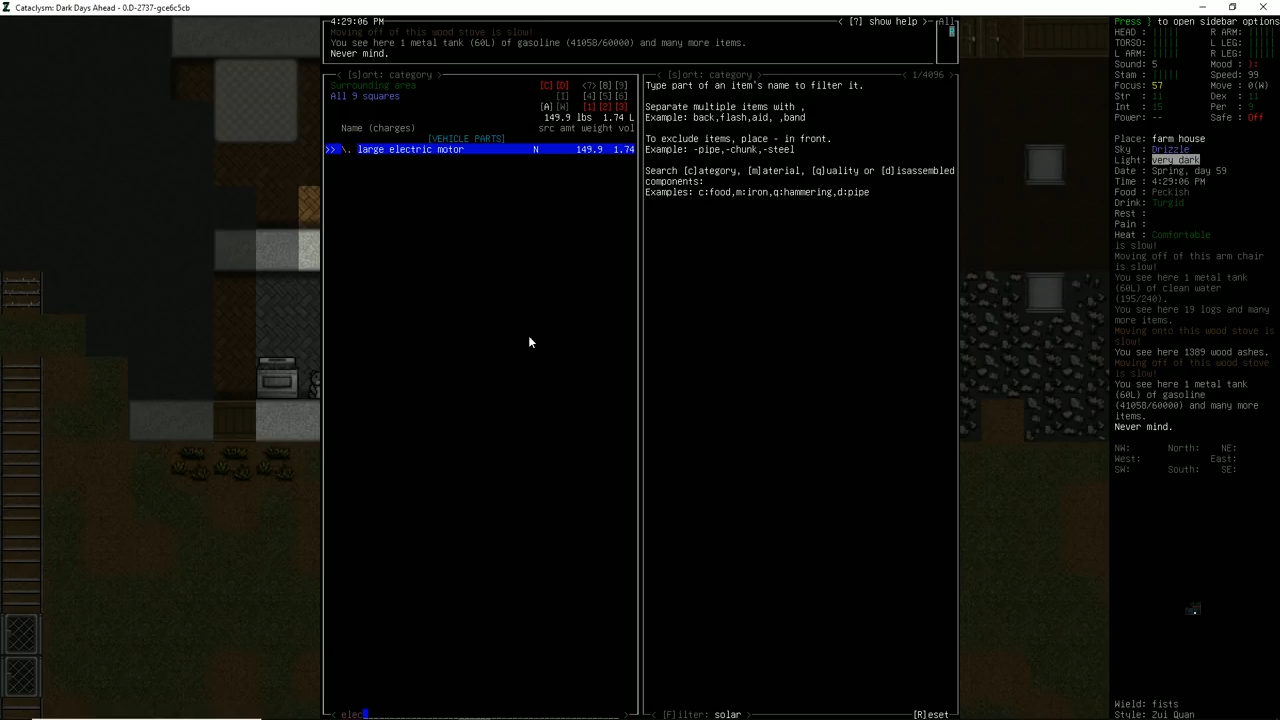 Cataclysm: Dark Days Ahead - 0.D-2737-gce6c5cb
4:29:06 PM
< [?] show help >
All
Moving off of this wood stove is slow!
You see here 1 metal tank (60L) of gasoline (41058/60000) and many more items.
Never mind.
< [s]ort: category >
Surrounding area
All 9 squares
[C] [D] <7> [8] [9]
[I] [4] [5] [6]
[A] [W] [1] [2] [3]
149.9 lbs 1.74 L
Name (charges) src amt weight vol
[VEHICLE PARTS]
>> \. large electric motor N 149.9 1.74
< elec >
< [s]ort: category >
< 1/4096 >
Type part of an item's name to filter it.
Separate multiple items with ,
Example: back,flash,aid, ,band
To exclude items, place - in front.
Example: -pipe,-chunk,-steel
Search [c]ategory, [m]aterial, [q]uality or [d]isassembled
components:
Examples: c:food,m:iron,q:hammering,d:pipe
< [F]ilter: solar >
[R]eset
Press } to open sidebar options
HEAD : ||||| R ARM: |||||
TORSO: ||||| L LEG: |||||
L ARM: ||||| R LEG: |||||
Sound: 5 Mood : ):
Stam : ||||| Speed: 99
Focus: 57 Move : 0(W)
Str : 11 Dex : 11
Int : 15 Per : 9
Power: -- Safe : Off
Place: farm house
Sky : Drizzle
Light: very dark
Date : Spring, day 59
Time : 4:29:06 PM
Food : Peckish
Drink: Turgid
Rest :
Pain :
Heat : Comfortable
is slow!
Moving off of this arm chair
is slow!
You see here 1 metal tank
(60L) of clean water
(195/240).
You see here 19 logs and many
more items.
Moving onto this wood stove is
slow!
You see here 1389 wood ashes.
Moving off of this wood stove
is slow!
You see here 1 metal tank
(60L) of gasoline
(41058/60000) and many more
items.
Never mind.
NW: North: NE:
West: East:
SW: South: SE:
Wield: fists
Style: Zui Quan